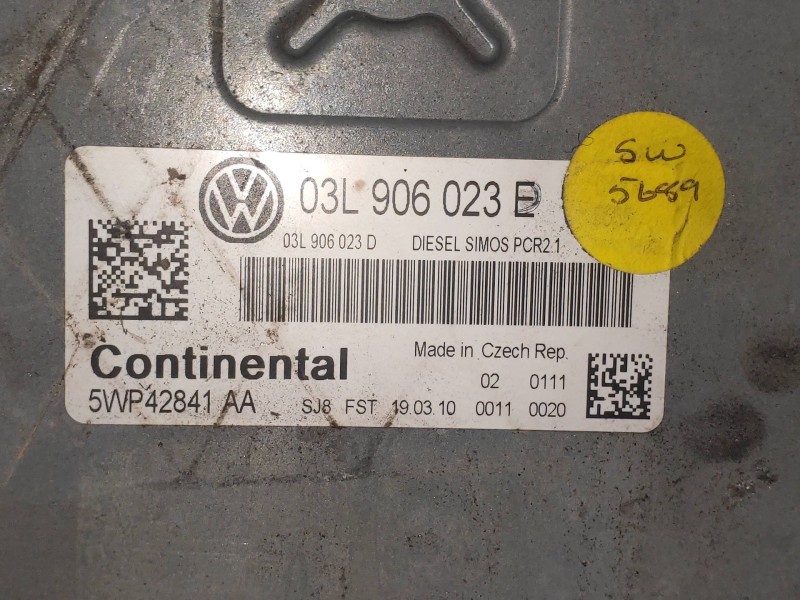 SW
5689
03L 906 023
03L 906 023 D DIESEL SIMOS PCR2.1
Continental
Made in Czech Rep.
02 0111
5WP42841 AA SJ8 FST 19.03.10 0011 0020